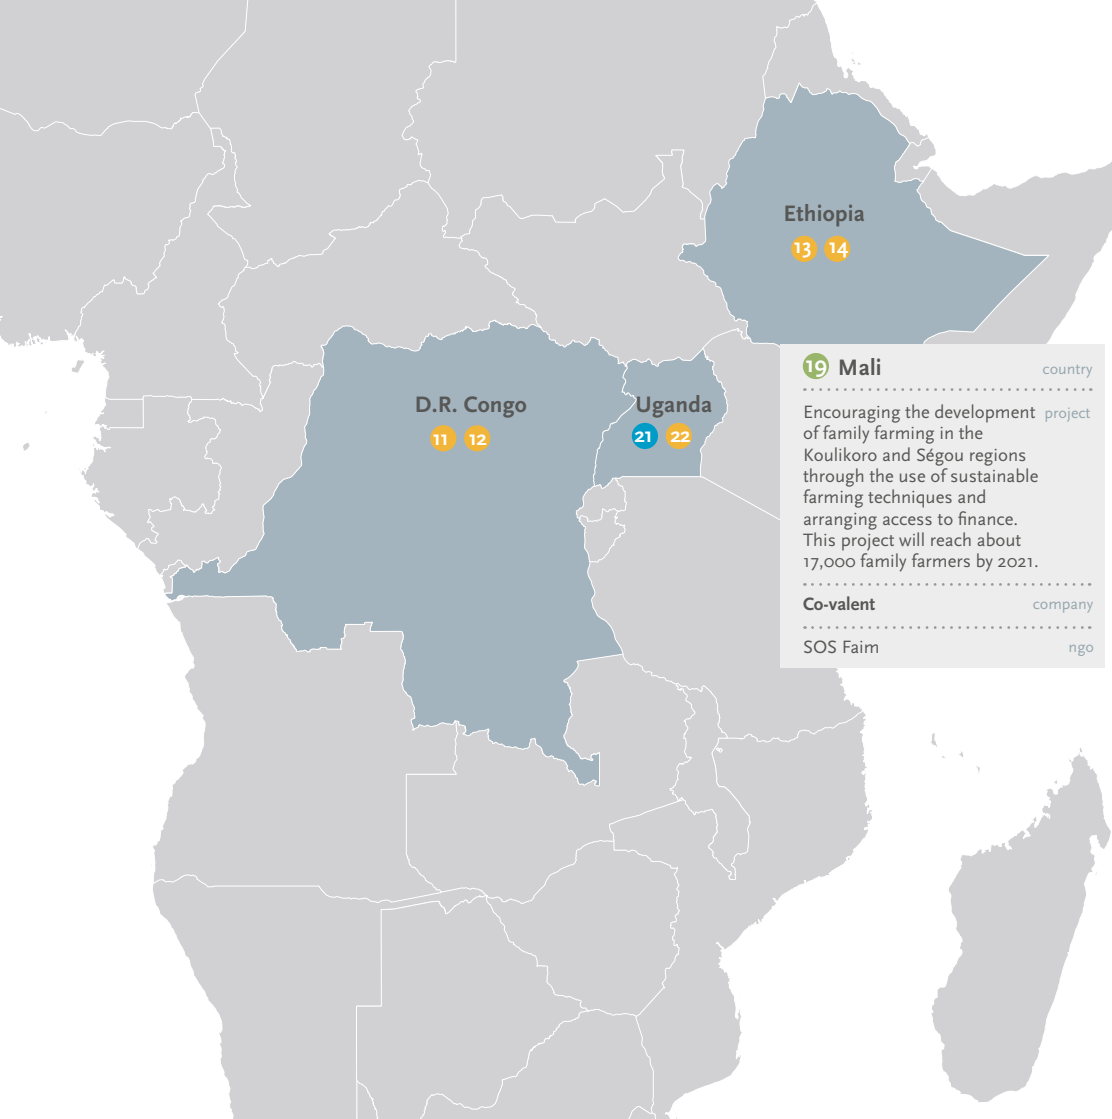 Ethiopia
13 14
D.R. Congo
11 12
Uganda
21 22
19 Mali country
Encouraging the development project
of family farming in the
Koulikoro and Ségou regions
through the use of sustainable
farming techniques and
arranging access to finance.
This project will reach about
17,000 family farmers by 2021.
Co-valent company
SOS Faim ngo